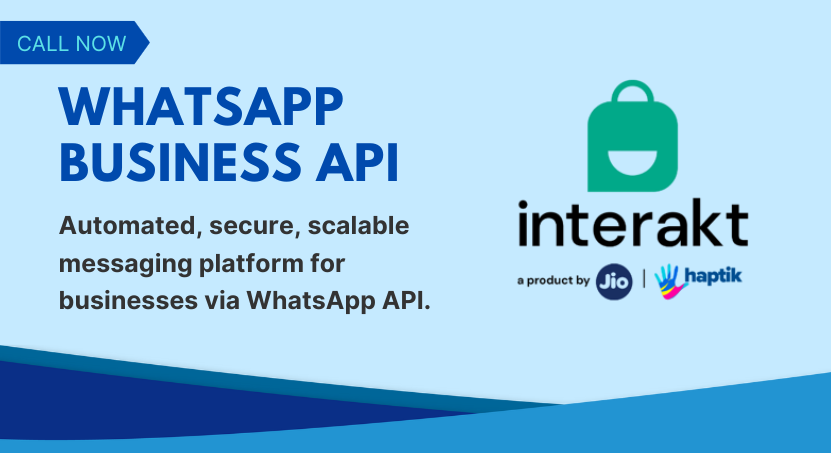 CALL NOW
WHATSAPP
BUSINESS API
Automated, secure, scalable
messaging platform for
businesses via WhatsApp API.
interakt
a product by Jio | haptik